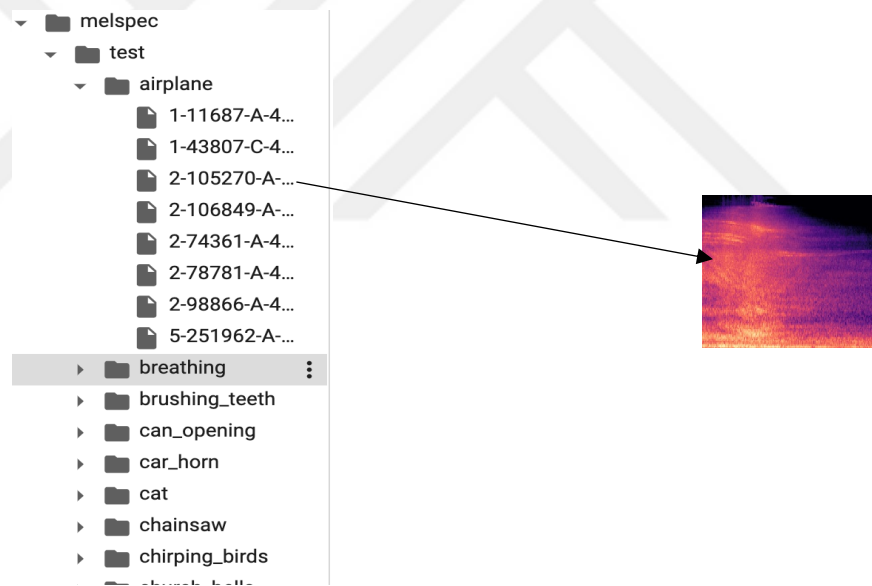 melspec
test
airplane
1-11687-A-4...
1-43807-C-4...
2-105270-A-...
2-106849-A-...
2-74361-A-4...
2-78781-A-4...
2-98866-A-4...
5-251962-A-...
breathing
brushing_teeth
can_opening
car_horn
cat
chainsaw
chirping_birds